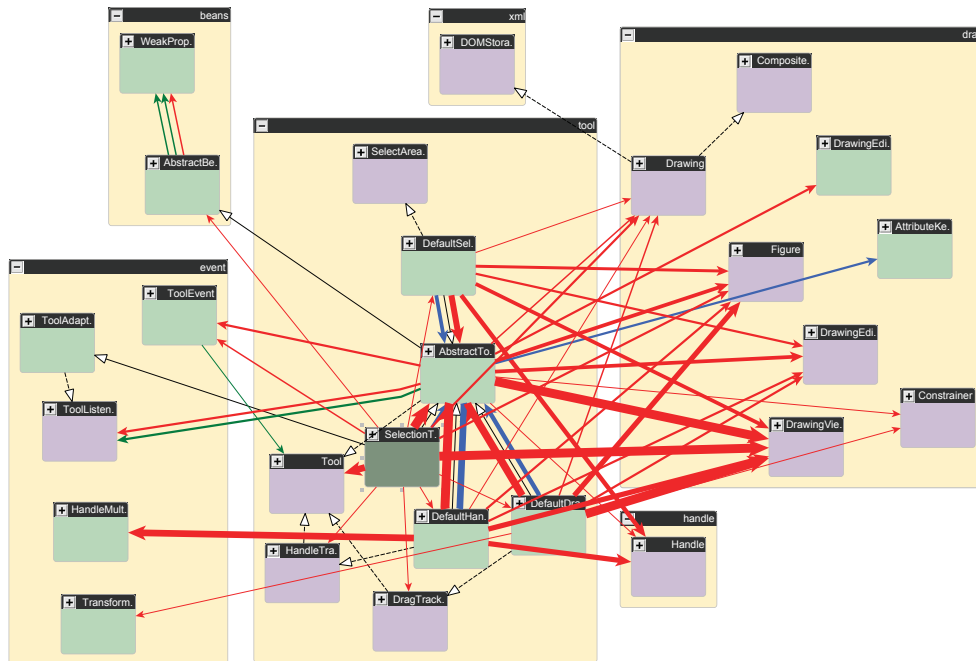 beans
xml
dra
WeakProp.
DOMStora.
Composite.
tool
SelectArea.
DrawingEdi.
AbstractBe.
Drawing
AttributeKe.
DefaultSel.
Figure
event
ToolEvent
ToolAdapt.
DrawingEdi.
AbstractTo.
Constrainer
ToolListen.
DrawingVie.
SelectionT.
Tool
HandleMult.
DefaultHan.
DefaultDra.
handle
HandleTra.
Handle
Transform.
DragTrack.